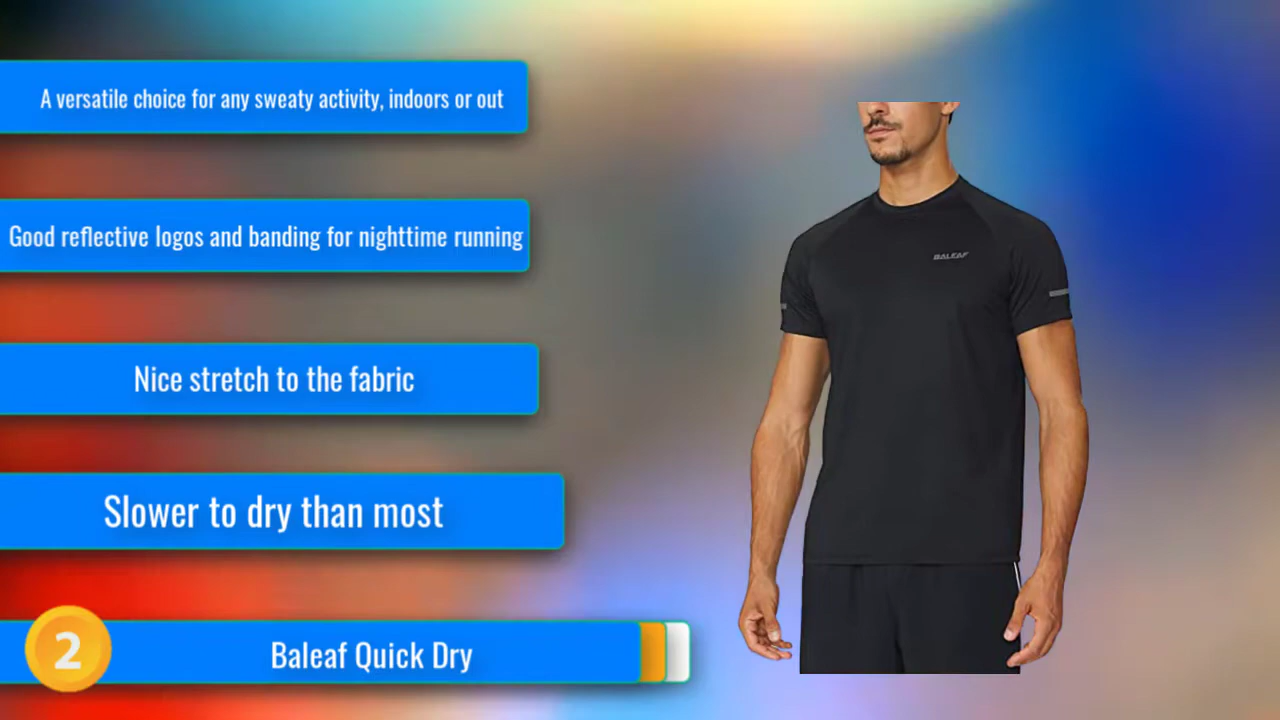 A versatile choice for any sweaty activity, indoors or out
Good reflective logos and banding for nighttime running
BALEAF
Nice stretch to the fabric
Slower to dry than most
2
Baleaf Quick Dry